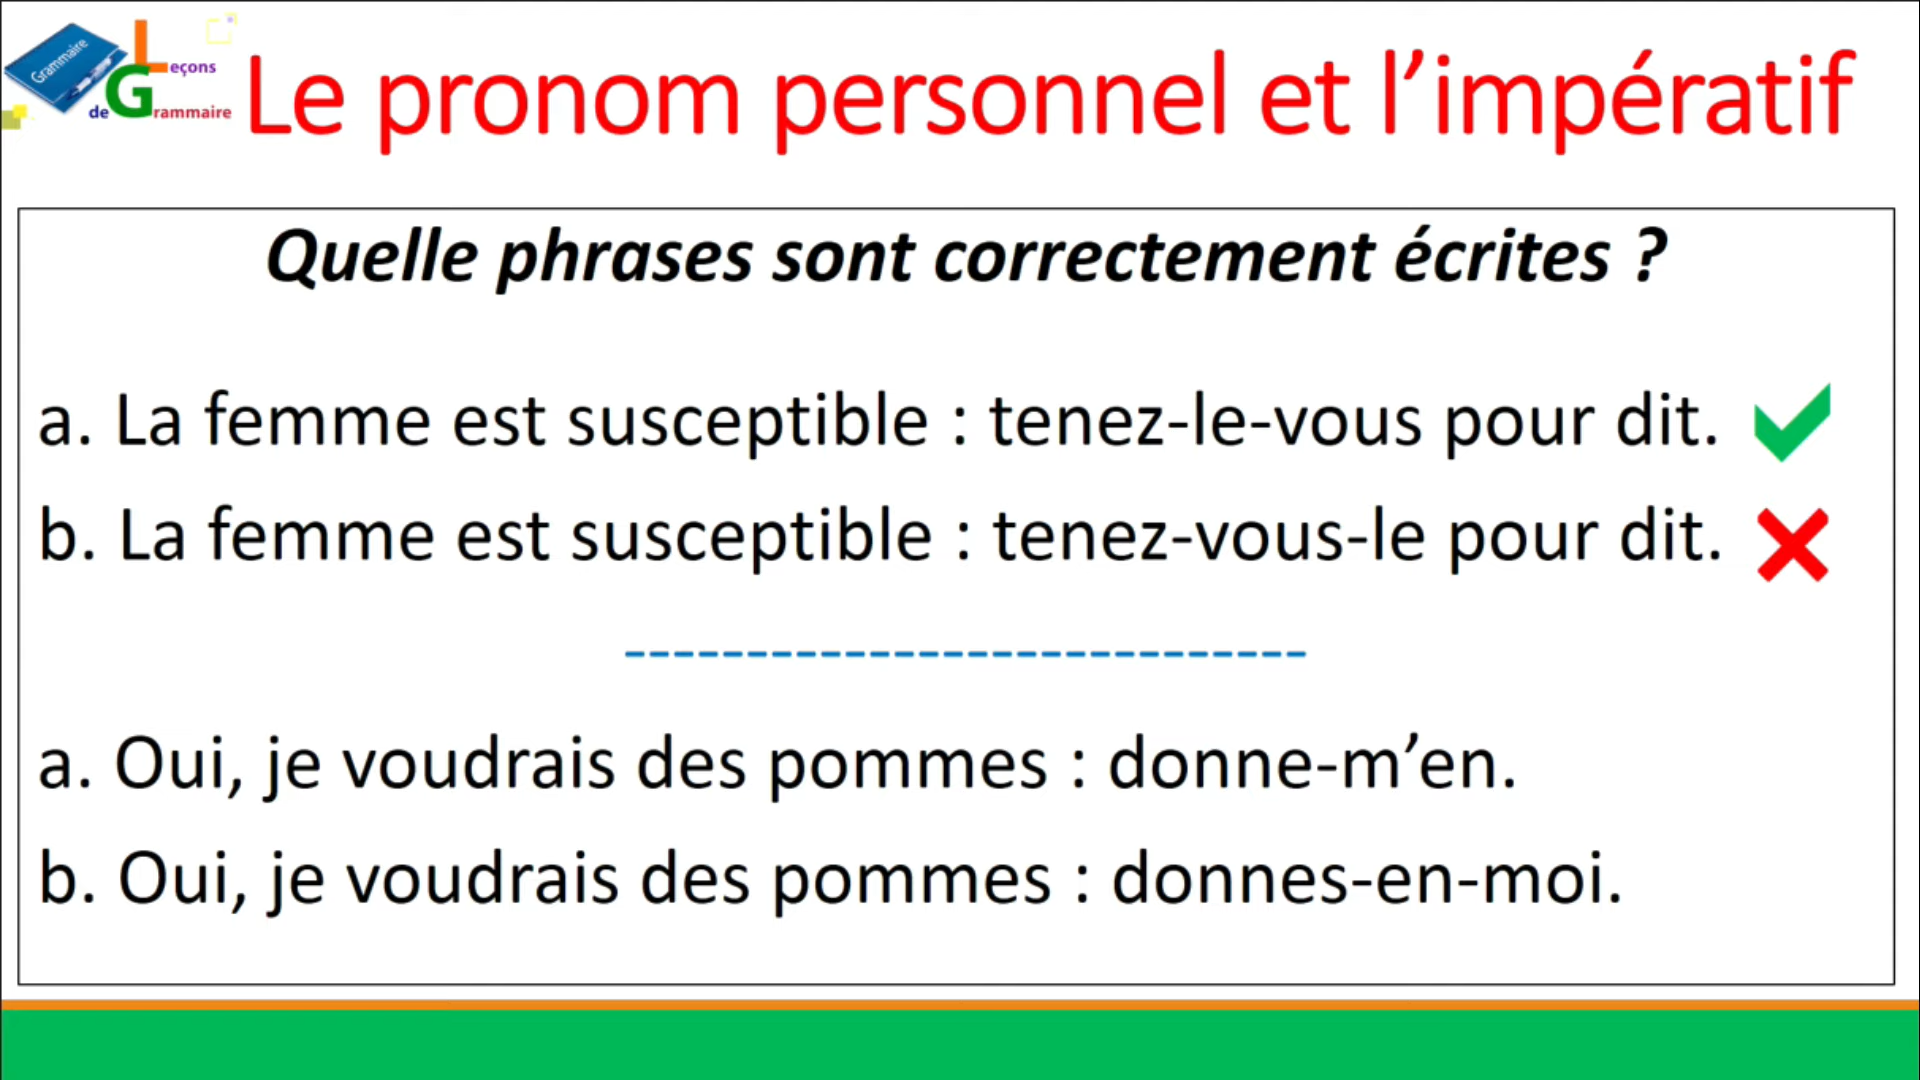 Grammaire
Leçons
de Grammaire
Le pronom personnel et l’impératif
Quelle phrases sont correctement écrites ?
a. La femme est susceptible : tenez-le-vous pour dit.
b. La femme est susceptible : tenez-vous-le pour dit.
----------------------------
a. Oui, je voudrais des pommes : donne-m’en.
b. Oui, je voudrais des pommes : donnes-en-moi.